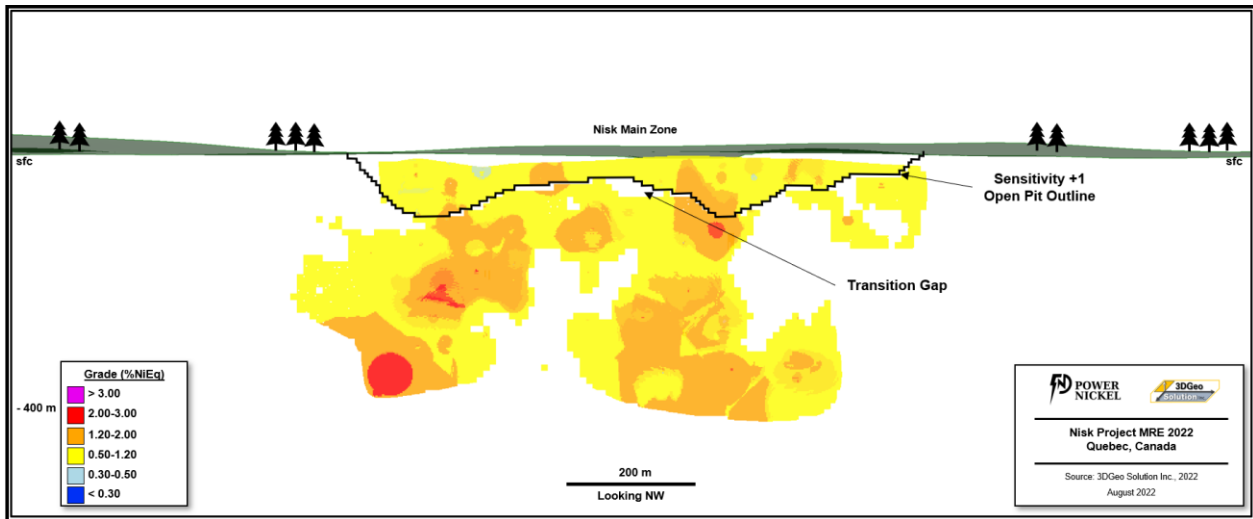 Nisk Main Zone
sfc
sfc
Sensitivity +1
Open Pit Outline
Transition Gap
Grade (%NiEq)
> 3.00
2.00-3.00
1.20-2.00
0.50-1.20
0.30-0.50
< 0.30
- 400 m
200 m
Looking NW
POWER
NICKEL
3DGeo
Solution Inc.
Nisk Project MRE 2022
Quebec, Canada
Source: 3DGeo Solution Inc., 2022
August 2022